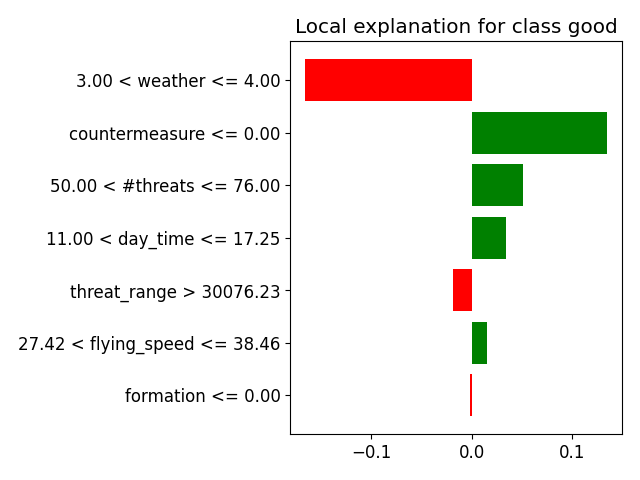 Local explanation for class good
3.00 < weather <= 4.00
countermeasure <= 0.00
50.00 < #threats <= 76.00
11.00 < day_time <= 17.25
threat_range > 30076.23
27.42 < flying_speed <= 38.46
formation <= 0.00
−0.1 0.0 0.1